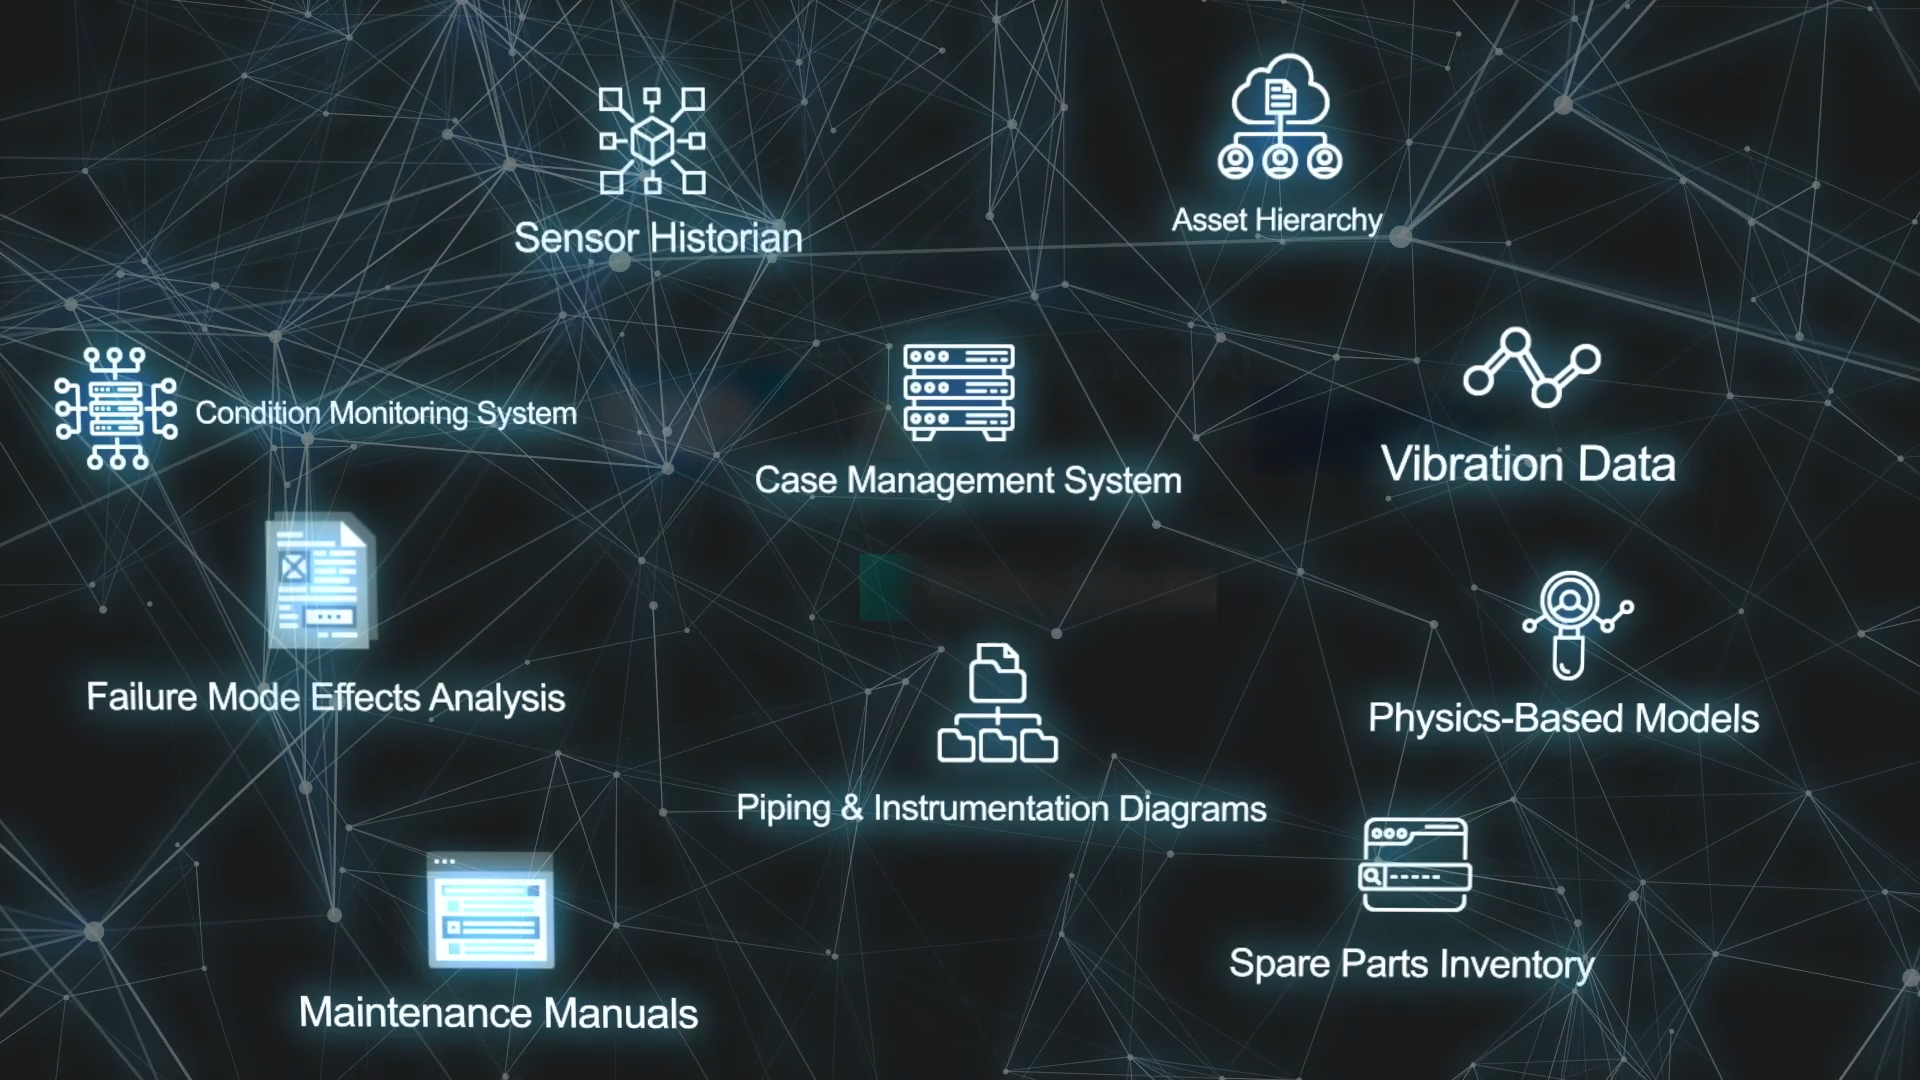 Sensor Historian
Asset Hierarchy
Condition Monitoring System
Case Management System
Vibration Data
Failure Mode Effects Analysis
Physics-Based Models
Piping & Instrumentation Diagrams
Spare Parts Inventory
Maintenance Manuals